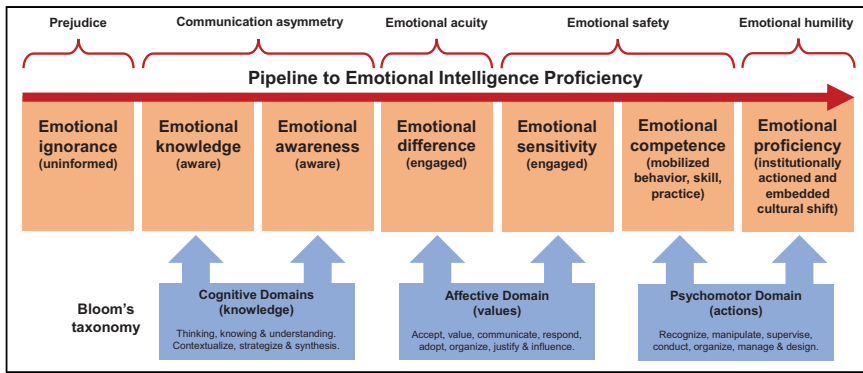 Prejudice
Communication asymmetry
Emotional acuity
Emotional safety
Emotional humility
Pipeline to Emotional Intelligence Proficiency
Emotional
ignorance
(uninformed)
Emotional
knowledge
(aware)
Emotional
awareness
(aware)
Emotional
difference
(engaged)
Emotional
sensitivity
(engaged)
Emotional
competence
(mobilized
behavior, skill,
practice)
Emotional
proficiency
(institutionally
actioned and
embedded
cultural shift)
Bloom's
taxonomy
Cognitive Domains
(knowledge)
Thinking, knowing & understanding.
Contextualize, strategize & synthesis.
Affective Domain
(values)
Accept, value, communicate, respond,
adopt, organize, justify & influence.
Psychomotor Domain
(actions)
Recognize, manipulate, supervise,
conduct, organize, manage & design.